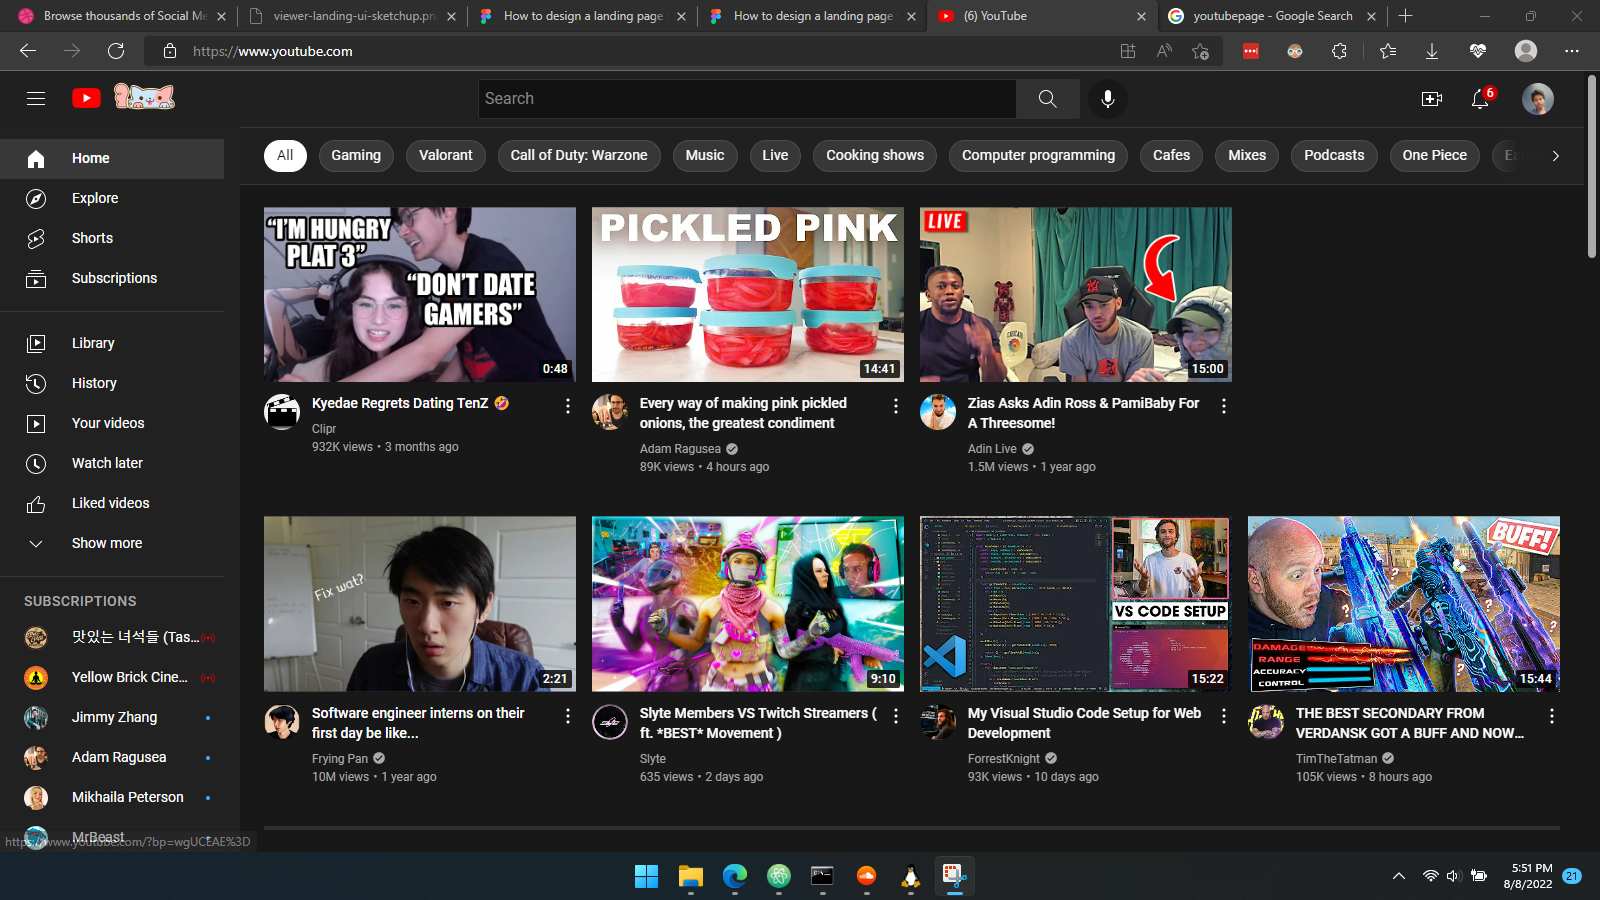 Browse thousands of Social Me
viewer-landing-ui-sketchup.pn
How to design a landing page
How to design a landing page
(6) YouTube
youtubepage - Google Search
https://www.youtube.com
Search
6
Home
Explore
Shorts
Subscriptions
Library
History
Your videos
Watch later
Liked videos
Show more
SUBSCRIPTIONS
맛있는 녀석들 (Tas...
Yellow Brick Cine...
Jimmy Zhang
Adam Ragusea
Mikhaila Peterson
MrBeast
https://www.youtube.com/?bp=wgUCEAE%3D
All
Gaming
Valorant
Call of Duty: Warzone
Music
Live
Cooking shows
Computer programming
Cafes
Mixes
Podcasts
One Piece
“I'M HUNGRY
PLAT 3”
“DON'T DATE
GAMERS”
0:48
Kyedae Regrets Dating TenZ 🤣
Clipr
932K views • 3 months ago
PICKLED PINK
14:41
Every way of making pink pickled
onions, the greatest condiment
Adam Ragusea
89K views • 4 hours ago
LIVE
15:00
Zias Asks Adin Ross & PamiBaby For
A Threesome!
Adin Live
1.5M views • 1 year ago
Fix wat?
2:21
Software engineer interns on their
first day be like...
Frying Pan
10M views • 1 year ago
9:10
Slyte Members VS Twitch Streamers (
ft. *BEST* Movement )
Slyte
635 views • 2 days ago
VS CODE SETUP
15:22
My Visual Studio Code Setup for Web
Development
ForrestKnight
93K views • 10 days ago
BUFF!
DAMAGE
RANGE
ACCURACY
CONTROL
15:44
THE BEST SECONDARY FROM
VERDANSK GOT A BUFF AND NOW...
TimTheTatman
105K views • 8 hours ago
5:51 PM
8/8/2022
21